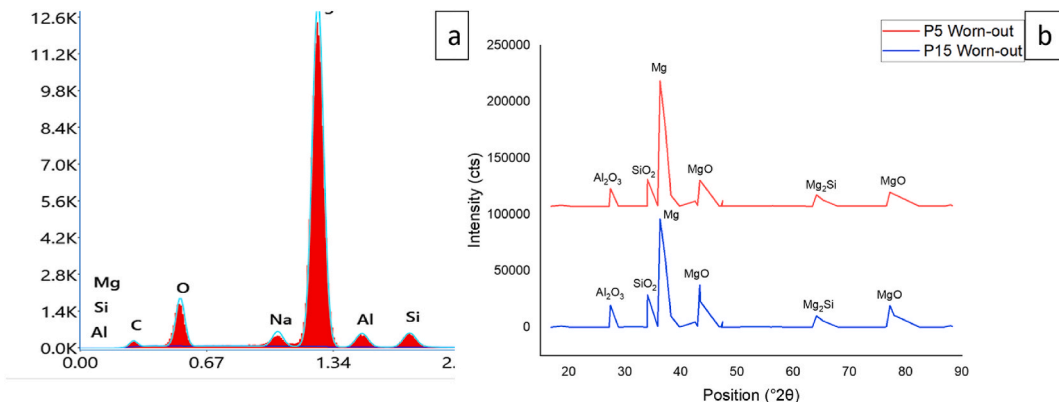 12.6K
11.2K
9.8K
8.4K
7.0K
5.6K
4.2K
2.8K
1.4K
0.0K
Mg
Si
Al
C
O
Na
Al
Si
0.00
0.67
1.34
2.
a
P5 Worn-out
P15 Worn-out
b
250000
200000
150000
100000
50000
0
Intensity (cts)
Al₂O₃
SiO₂
Mg
MgO
Mg₂Si
MgO
Al₂O₃
SiO₂
Mg
MgO
Mg₂Si
MgO
20
30
40
50
60
70
80
90
Position (°2θ)